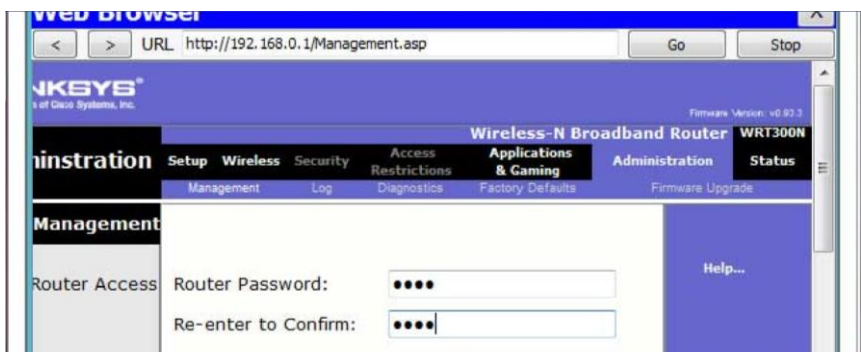 Web Browser
< > URL http://192.168.0.1/Management.asp Go Stop
NKSYS®
of Cisco Systems, Inc.
Firmware Version: v0.93.3
Wireless-N Broadband Router WRT300N
ninstration Setup Wireless Security Access Restrictions Applications & Gaming Administration Status
Management Log Diagnostics Factory Defaults Firmware Upgrade
Management
Help...
Router Access Router Password: ••••
Re-enter to Confirm: ••••